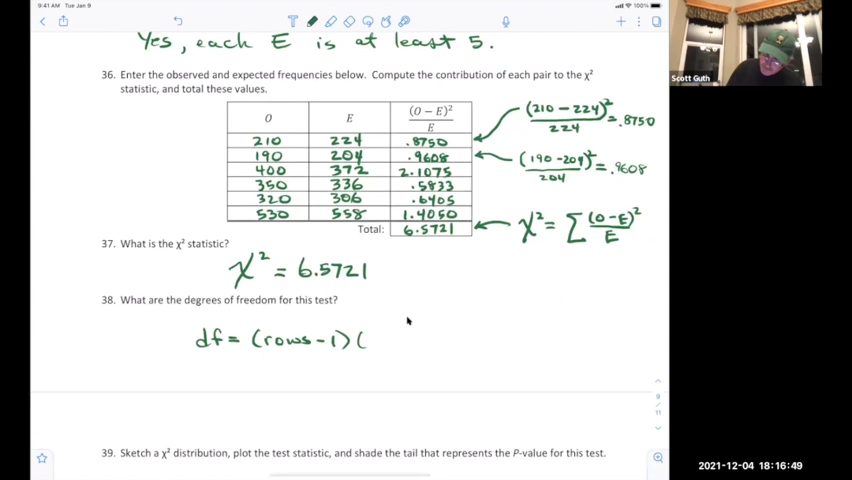 9:41 AM Tue Jan 9
100%
Yes, each E is at least 5.
36. Enter the observed and expected frequencies below. Compute the contribution of each pair to the χ²
statistic, and total these values.
O E (O − E)² / E
210 224 .8750
190 204 .9608
400 372 2.1075
350 336 .5833
320 306 .6405
530 558 1.4050
Total: 6.5721
(210 − 224)² / 224 = .8750
(190 − 204)² / 204 = .9608
χ² = Σ (O − E)² / E
37. What is the χ² statistic?
χ² = 6.5721
38. What are the degrees of freedom for this test?
df = (rows − 1) (
39. Sketch a χ² distribution, plot the test statistic, and shade the tail that represents the P-value for this test.
9
/
11
Scott Guth
2021-12-04 18:16:49